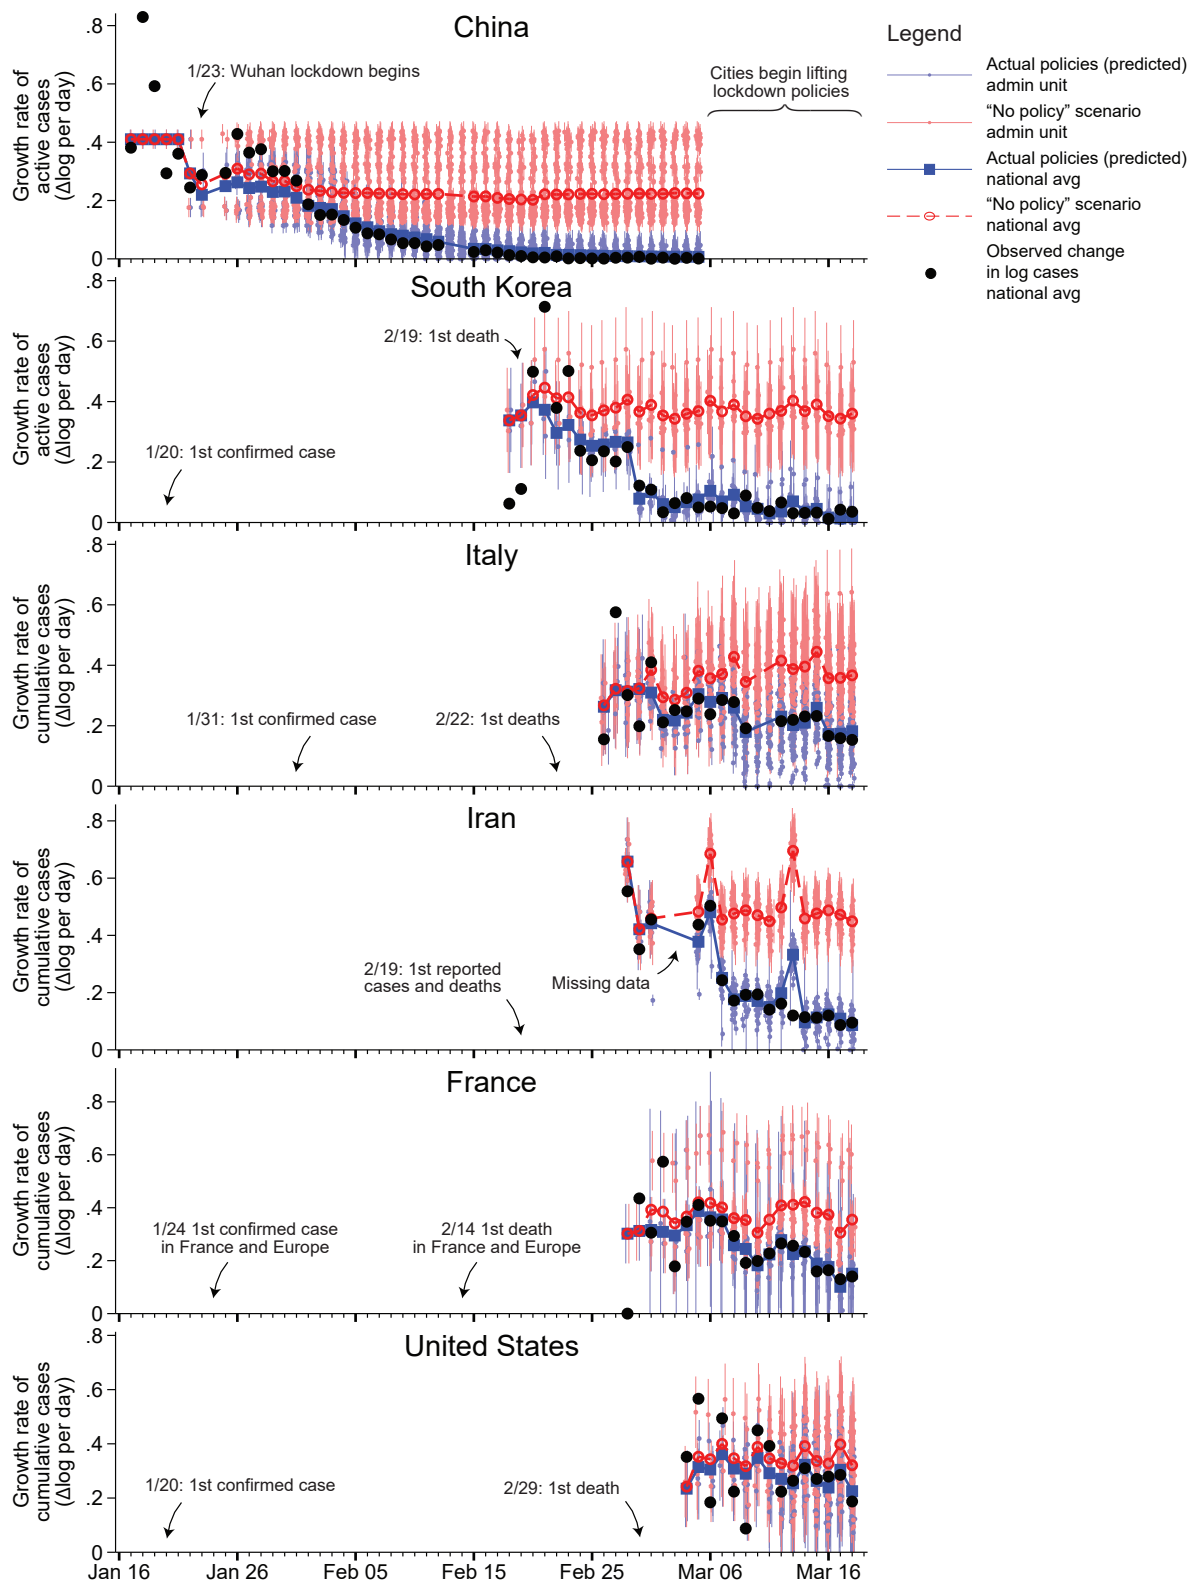 China
Growth rate of
active cases
(Δlog per day)
.8
.6
.4
.2
0
1/23: Wuhan lockdown begins
Cities begin lifting
lockdown policies
Legend
Actual policies (predicted)
admin unit
“No policy” scenario
admin unit
Actual policies (predicted)
national avg
“No policy” scenario
national avg
Observed change
in log cases
national avg
South Korea
Growth rate of
active cases
(Δlog per day)
.8
.6
.4
.2
0
2/19: 1st death
1/20: 1st confirmed case
Italy
Growth rate of
cumulative cases
(Δlog per day)
.8
.6
.4
.2
0
1/31: 1st confirmed case
2/22: 1st deaths
Iran
Growth rate of
cumulative cases
(Δlog per day)
.8
.6
.4
.2
0
2/19: 1st reported
cases and deaths
Missing data
France
Growth rate of
cumulative cases
(Δlog per day)
.8
.6
.4
.2
0
1/24 1st confirmed case
in France and Europe
2/14 1st death
in France and Europe
United States
Growth rate of
cumulative cases
(Δlog per day)
.8
.6
.4
.2
0
1/20: 1st confirmed case
2/29: 1st death
Jan 16
Jan 26
Feb 05
Feb 15
Feb 25
Mar 06
Mar 16